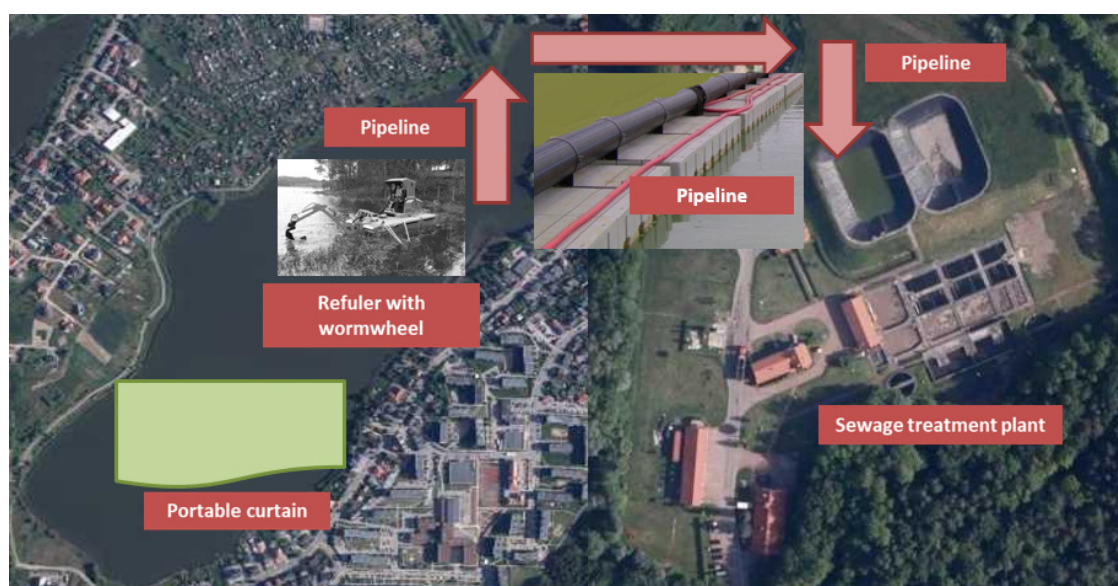 Pipeline
Pipeline
Pipeline
Refuler with
wormwheel
Sewage treatment plant
Portable curtain